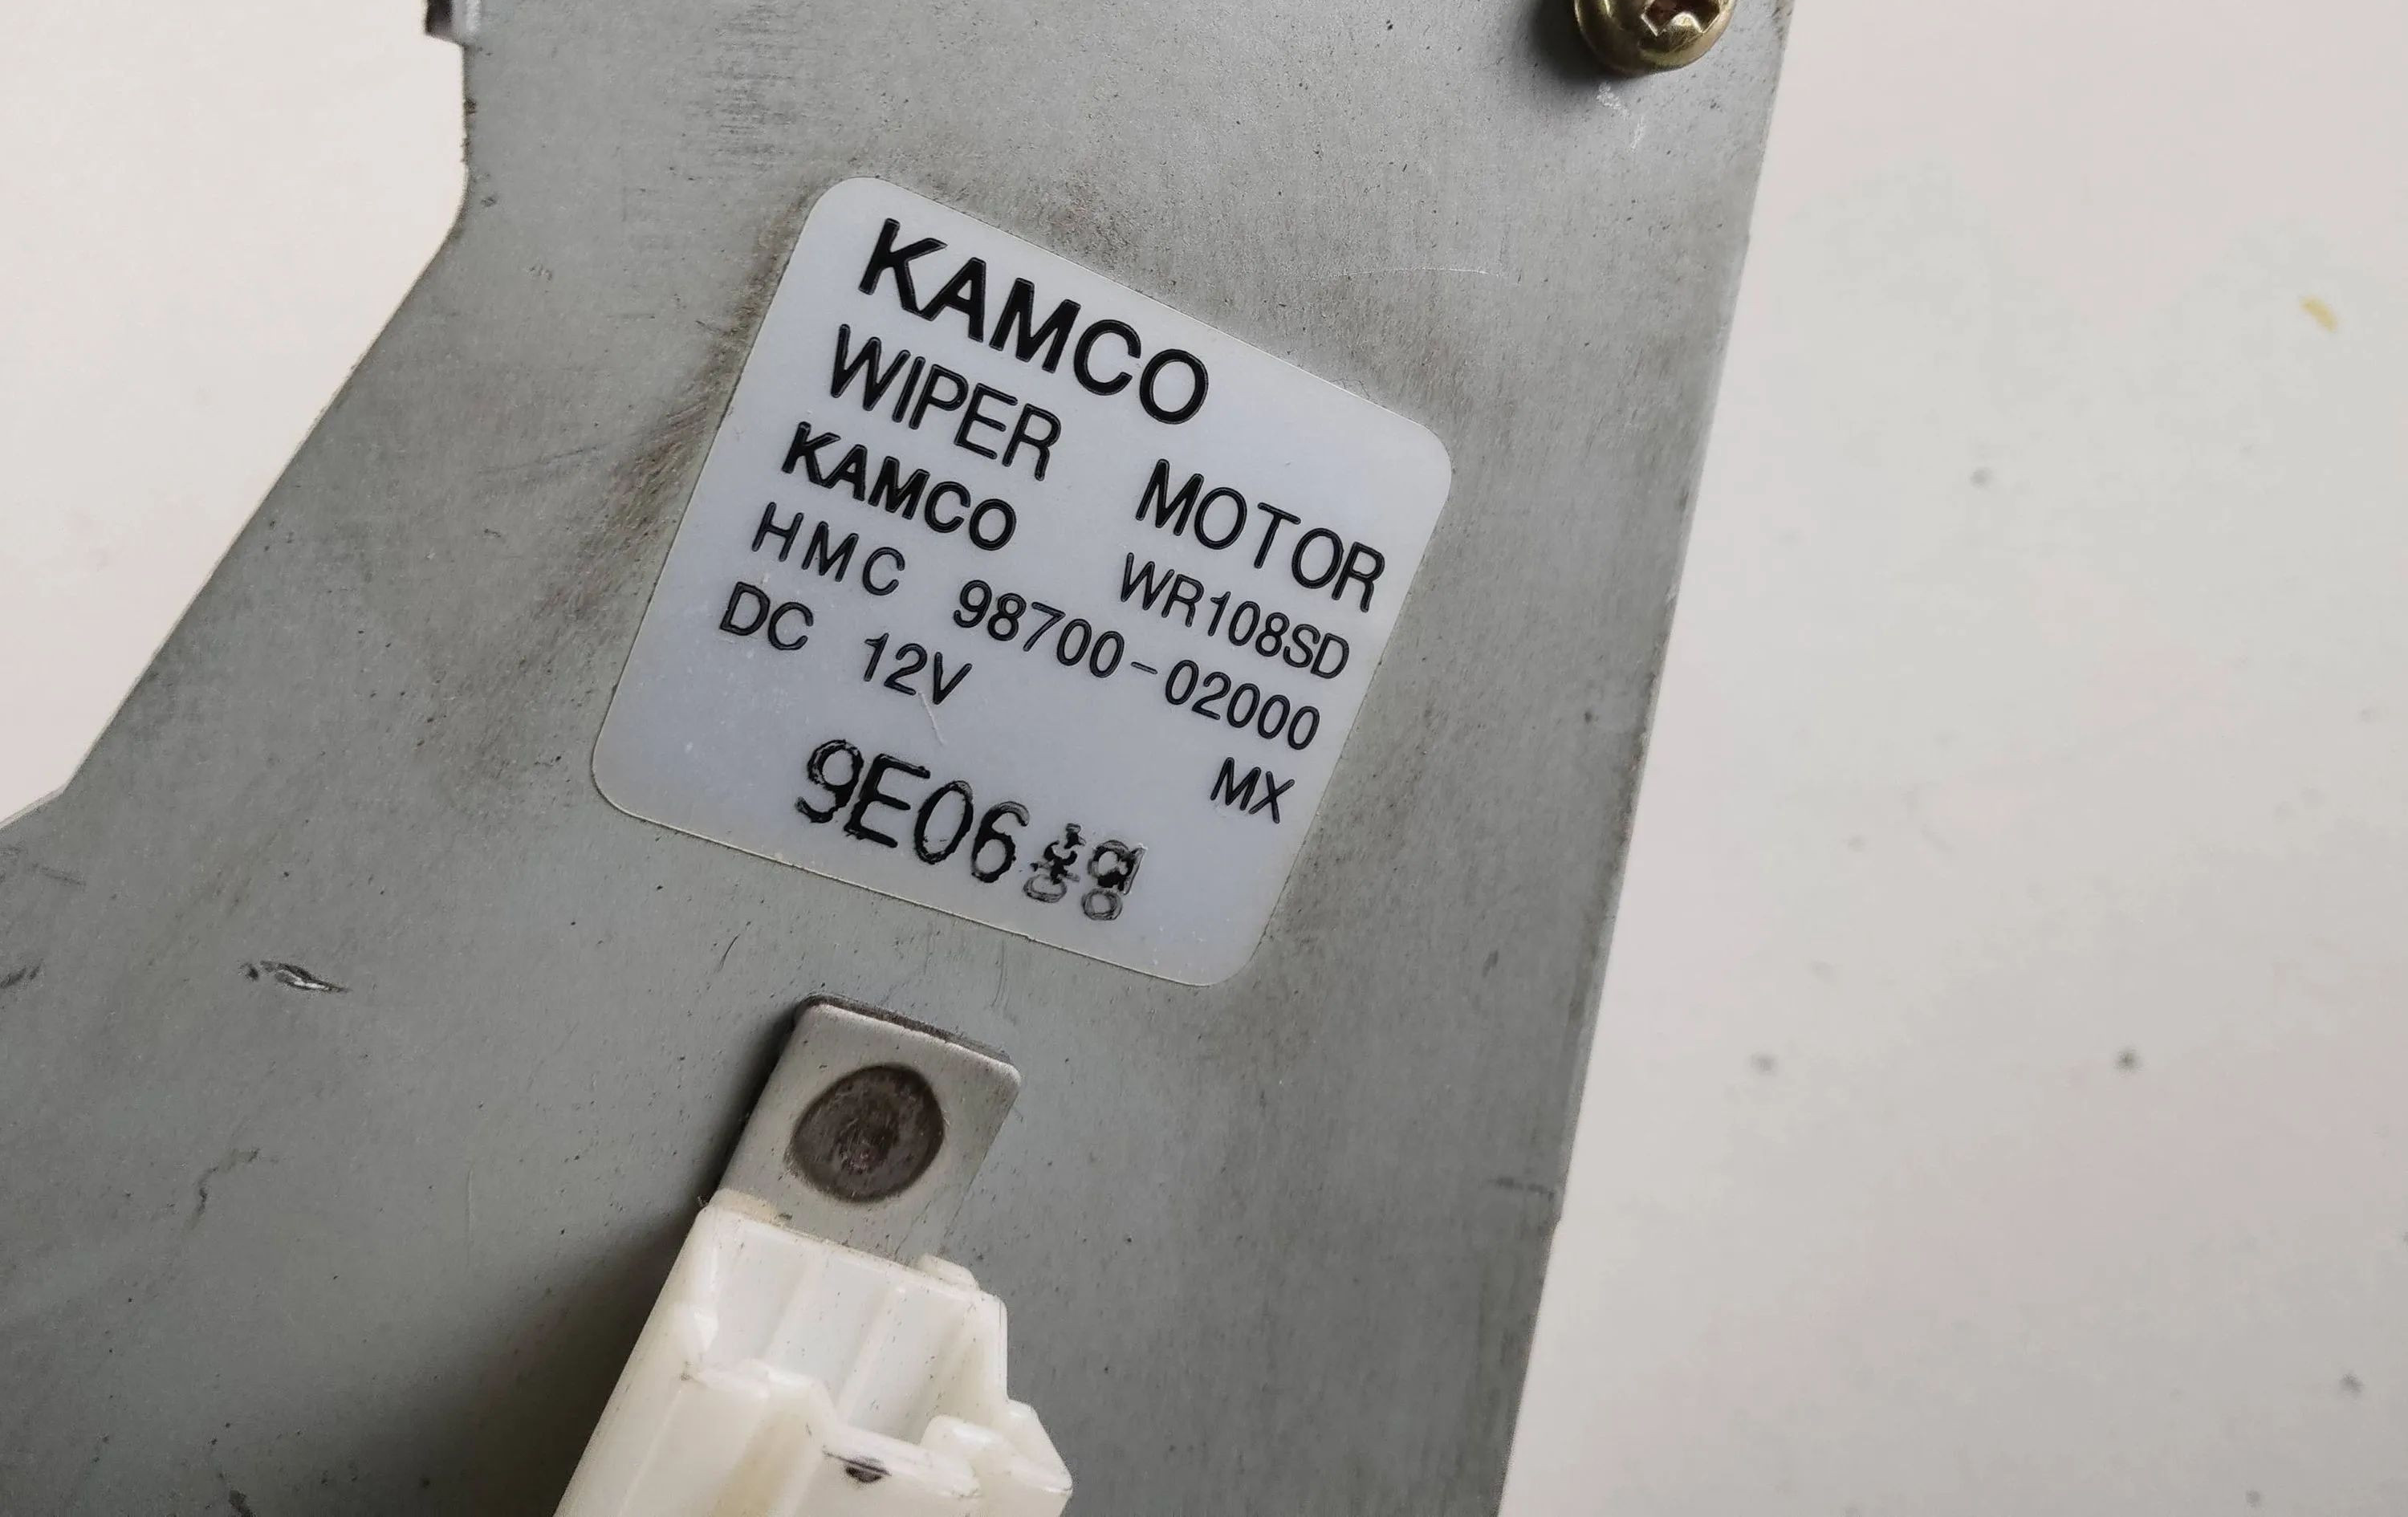 KAMCO
WIPER MOTOR
KAMCO WR108SD
HMC 98700-02000
DC 12V MX
9E06